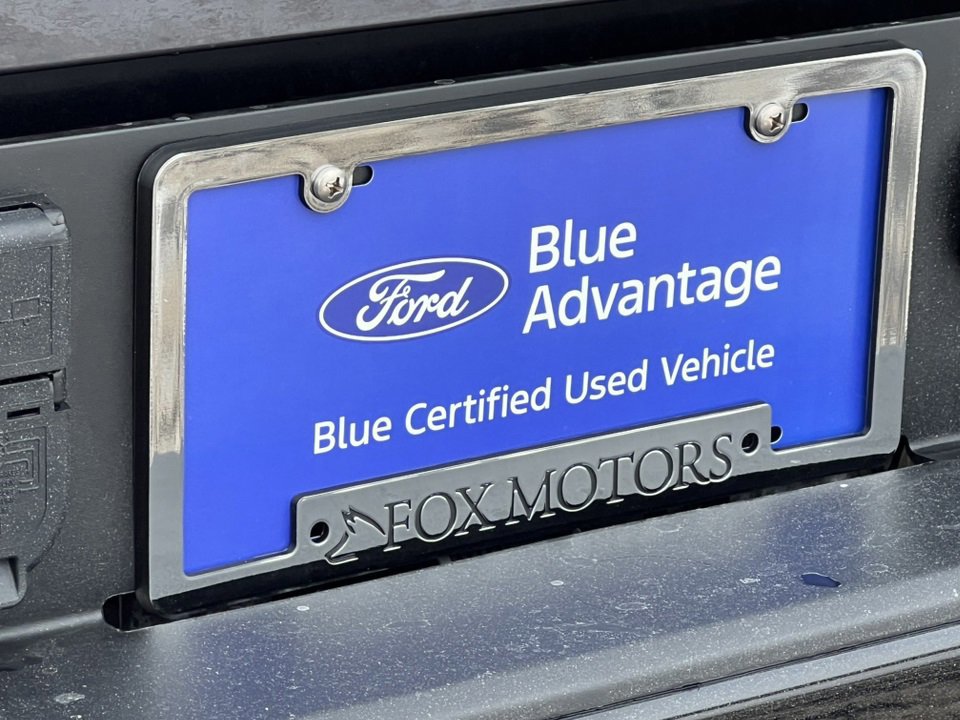 Ford
Blue
Advantage
Blue Certified Used Vehicle
FOX MOTORS